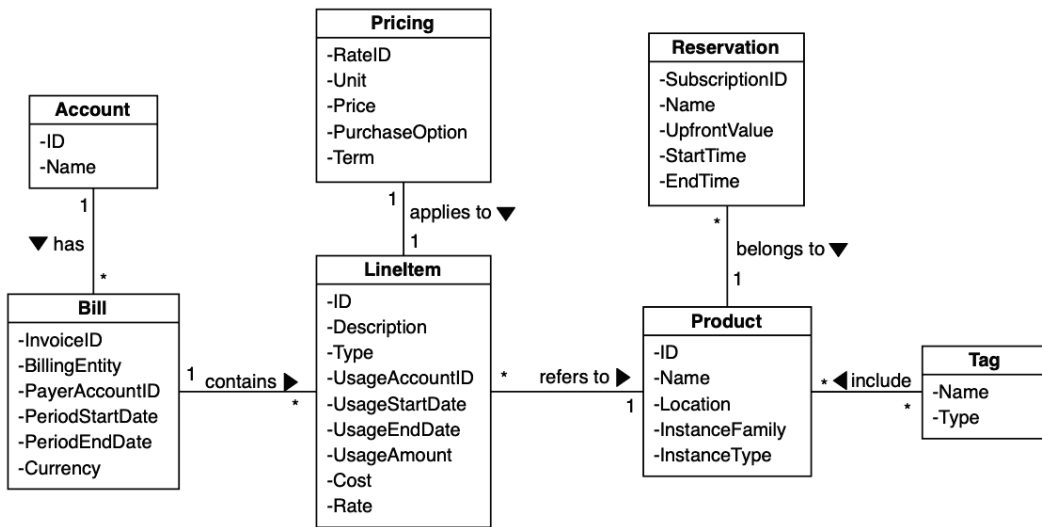 Pricing
-RateID
-Unit
-Price
-PurchaseOption
-Term
Reservation
-SubscriptionID
-Name
-UpfrontValue
-StartTime
-EndTime
Account
-ID
-Name
1
▼ has
*
1
applies to ▼
1
*
belongs to ▼
1
Bill
-InvoiceID
-BillingEntity
-PayerAccountID
-PeriodStartDate
-PeriodEndDate
-Currency
1
contains ▶
*
LineItem
-ID
-Description
-Type
-UsageAccountID
-UsageStartDate
-UsageEndDate
-UsageAmount
-Cost
-Rate
*
refers to ▶
1
Product
-ID
-Name
-Location
-InstanceFamily
-InstanceType
*
◀ include
*
Tag
-Name
-Type